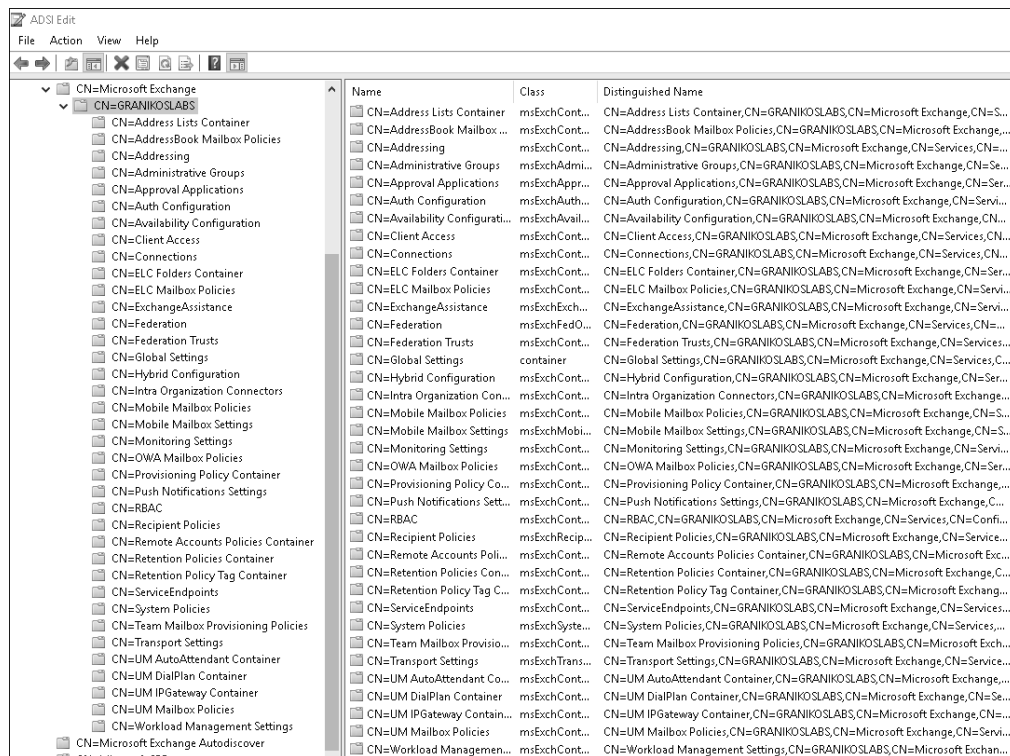 ADSI Edit
File Action View Help
CN=Microsoft Exchange
CN=GRANIKOSLABS
CN=Address Lists Container
CN=AddressBook Mailbox Policies
CN=Addressing
CN=Administrative Groups
CN=Approval Applications
CN=Auth Configuration
CN=Availability Configuration
CN=Client Access
CN=Connections
CN=ELC Folders Container
CN=ELC Mailbox Policies
CN=ExchangeAssistance
CN=Federation
CN=Federation Trusts
CN=Global Settings
CN=Hybrid Configuration
CN=Intra Organization Connectors
CN=Mobile Mailbox Policies
CN=Mobile Mailbox Settings
CN=Monitoring Settings
CN=OWA Mailbox Policies
CN=Provisioning Policy Container
CN=Push Notifications Settings
CN=RBAC
CN=Recipient Policies
CN=Remote Accounts Policies Container
CN=Retention Policies Container
CN=Retention Policy Tag Container
CN=ServiceEndpoints
CN=System Policies
CN=Team Mailbox Provisioning Policies
CN=Transport Settings
CN=UM AutoAttendant Container
CN=UM DialPlan Container
CN=UM IPGateway Container
CN=UM Mailbox Policies
CN=Workload Management Settings
CN=Microsoft Exchange Autodiscover
Name Class Distinguished Name
CN=Address Lists Container msExchCont... CN=Address Lists Container,CN=GRANIKOSLABS,CN=Microsoft Exchange,CN=S...
CN=AddressBook Mailbox ... msExchCont... CN=AddressBook Mailbox Policies,CN=GRANIKOSLABS,CN=Microsoft Exchange,...
CN=Addressing msExchCont... CN=Addressing,CN=GRANIKOSLABS,CN=Microsoft Exchange,CN=Services,CN=...
CN=Administrative Groups msExchAdmi... CN=Administrative Groups,CN=GRANIKOSLABS,CN=Microsoft Exchange,CN=Se...
CN=Approval Applications msExchAppr... CN=Approval Applications,CN=GRANIKOSLABS,CN=Microsoft Exchange,CN=Ser...
CN=Auth Configuration msExchAuth... CN=Auth Configuration,CN=GRANIKOSLABS,CN=Microsoft Exchange,CN=Servi...
CN=Availability Configurati... msExchAvail... CN=Availability Configuration,CN=GRANIKOSLABS,CN=Microsoft Exchange,CN...
CN=Client Access msExchCont... CN=Client Access,CN=GRANIKOSLABS,CN=Microsoft Exchange,CN=Services,CN...
CN=Connections msExchCont... CN=Connections,CN=GRANIKOSLABS,CN=Microsoft Exchange,CN=Services,CN...
CN=ELC Folders Container msExchCont... CN=ELC Folders Container,CN=GRANIKOSLABS,CN=Microsoft Exchange,CN=Ser...
CN=ELC Mailbox Policies msExchCont... CN=ELC Mailbox Policies,CN=GRANIKOSLABS,CN=Microsoft Exchange,CN=Servi...
CN=ExchangeAssistance msExchExch... CN=ExchangeAssistance,CN=GRANIKOSLABS,CN=Microsoft Exchange,CN=Servi...
CN=Federation msExchFedO... CN=Federation,CN=GRANIKOSLABS,CN=Microsoft Exchange,CN=Services,CN=...
CN=Federation Trusts msExchCont... CN=Federation Trusts,CN=GRANIKOSLABS,CN=Microsoft Exchange,CN=Services...
CN=Global Settings container CN=Global Settings,CN=GRANIKOSLABS,CN=Microsoft Exchange,CN=Services,C...
CN=Hybrid Configuration msExchCont... CN=Hybrid Configuration,CN=GRANIKOSLABS,CN=Microsoft Exchange,CN=Ser...
CN=Intra Organization Con... msExchCont... CN=Intra Organization Connectors,CN=GRANIKOSLABS,CN=Microsoft Exchange...
CN=Mobile Mailbox Policies msExchCont... CN=Mobile Mailbox Policies,CN=GRANIKOSLABS,CN=Microsoft Exchange,CN=S...
CN=Mobile Mailbox Settings msExchMobi... CN=Mobile Mailbox Settings,CN=GRANIKOSLABS,CN=Microsoft Exchange,CN=...
CN=Monitoring Settings msExchCont... CN=Monitoring Settings,CN=GRANIKOSLABS,CN=Microsoft Exchange,CN=Servi...
CN=OWA Mailbox Policies msExchCont... CN=OWA Mailbox Policies,CN=GRANIKOSLABS,CN=Microsoft Exchange,CN=Ser...
CN=Provisioning Policy Co... msExchCont... CN=Provisioning Policy Container,CN=GRANIKOSLABS,CN=Microsoft Exchange,...
CN=Push Notifications Sett... msExchCont... CN=Push Notifications Settings,CN=GRANIKOSLABS,CN=Microsoft Exchange,C...
CN=RBAC msExchCont... CN=RBAC,CN=GRANIKOSLABS,CN=Microsoft Exchange,CN=Services,CN=Confi...
CN=Recipient Policies msExchRecip... CN=Recipient Policies,CN=GRANIKOSLABS,CN=Microsoft Exchange,CN=Service...
CN=Remote Accounts Poli... msExchCont... CN=Remote Accounts Policies Container,CN=GRANIKOSLABS,CN=Microsoft Exc...
CN=Retention Policies Con... msExchCont... CN=Retention Policies Container,CN=GRANIKOSLABS,CN=Microsoft Exchange,C...
CN=Retention Policy Tag C... msExchCont... CN=Retention Policy Tag Container,CN=GRANIKOSLABS,CN=Microsoft Exchange...
CN=ServiceEndpoints msExchCont... CN=ServiceEndpoints,CN=GRANIKOSLABS,CN=Microsoft Exchange,CN=Services...
CN=System Policies msExchSyste... CN=System Policies,CN=GRANIKOSLABS,CN=Microsoft Exchange,CN=Services,...
CN=Team Mailbox Provisio... msExchCont... CN=Team Mailbox Provisioning Policies,CN=GRANIKOSLABS,CN=Microsoft Exch...
CN=Transport Settings msExchTrans... CN=Transport Settings,CN=GRANIKOSLABS,CN=Microsoft Exchange,CN=Service...
CN=UM AutoAttendant Co... msExchCont... CN=UM AutoAttendant Container,CN=GRANIKOSLABS,CN=Microsoft Exchange,...
CN=UM DialPlan Container msExchCont... CN=UM DialPlan Container,CN=GRANIKOSLABS,CN=Microsoft Exchange,CN=Se...
CN=UM IPGateway Contain... msExchCont... CN=UM IPGateway Container,CN=GRANIKOSLABS,CN=Microsoft Exchange,CN=...
CN=UM Mailbox Policies msExchCont... CN=UM Mailbox Policies,CN=GRANIKOSLABS,CN=Microsoft Exchange,CN=Servi...
CN=Workload Managemen... msExchCont... CN=Workload Management Settings,CN=GRANIKOSLABS,CN=Microsoft Exchan...